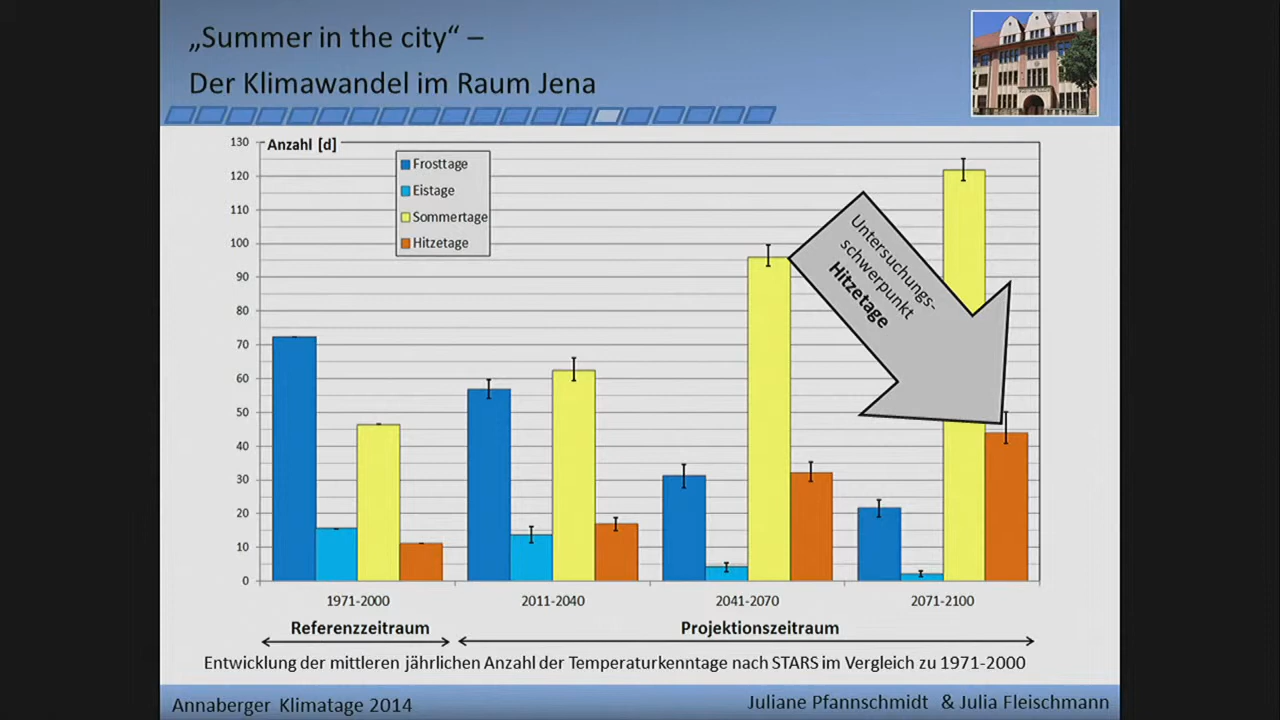 „Summer in the city“ –
Der Klimawandel im Raum Jena
Anzahl [d]
130
120
110
100
90
80
70
60
50
40
30
20
10
0
Frosttage
Eistage
Sommertage
Hitzetage
Untersuchungs-
schwerpunkt
Hitzetage
1971-2000
2011-2040
2041-2070
2071-2100
Referenzzeitraum
Projektionszeitraum
Entwicklung der mittleren jährlichen Anzahl der Temperaturkenntage nach STARS im Vergleich zu 1971-2000
Annaberger Klimatage 2014
Juliane Pfannschmidt & Julia Fleischmann